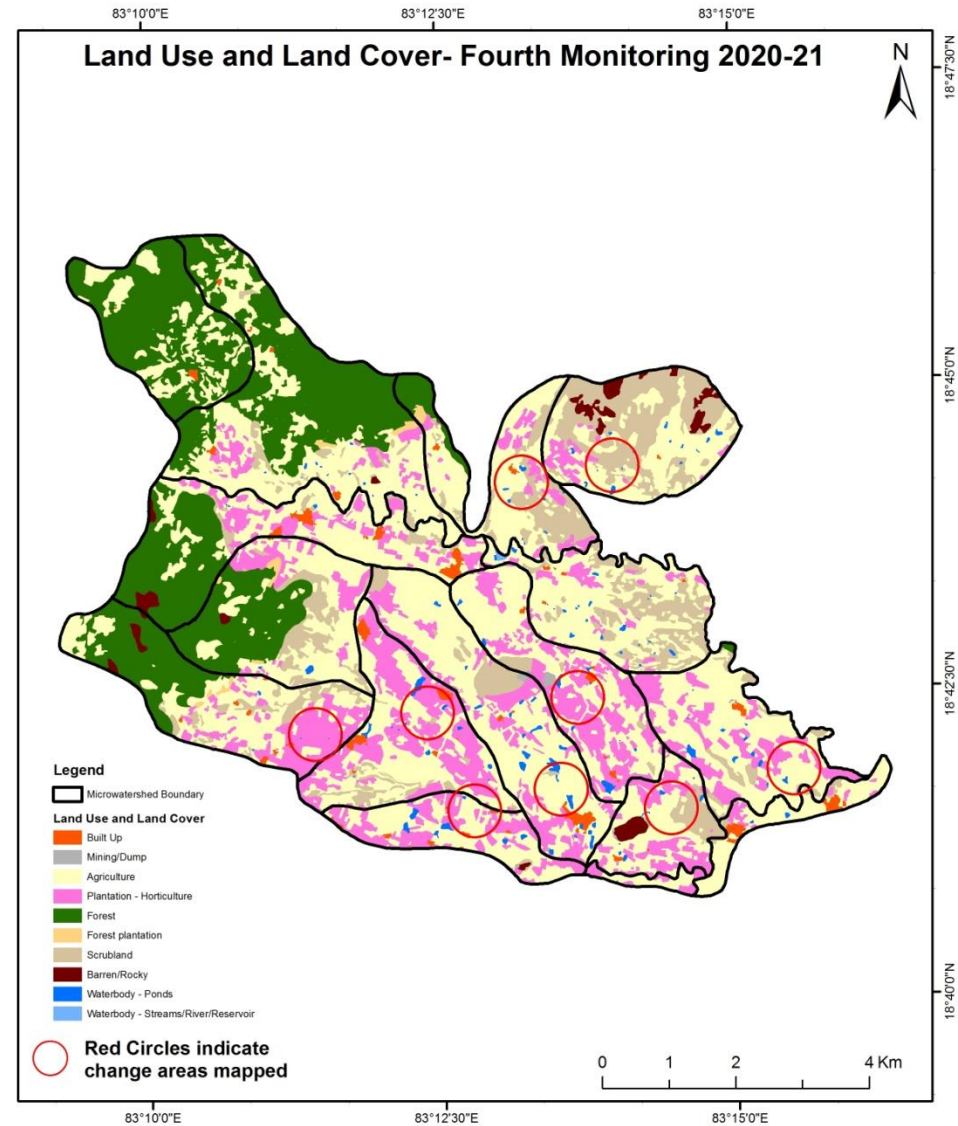 83°10'0"E
83°12'30"E
83°15'0"E
Land Use and Land Cover- Fourth Monitoring 2020-21
N
18°47'30"N
18°45'0"N
18°42'30"N
18°40'0"N
Legend
Microwatershed Boundary
Land Use and Land Cover
Built Up
Mining/Dump
Agriculture
Plantation - Horticulture
Forest
Forest plantation
Scrubland
Barren/Rocky
Waterbody - Ponds
Waterbody - Streams/River/Reservoir
Red Circles indicate
change areas mapped
0 1 2 4 Km
83°10'0"E
83°12'30"E
83°15'0"E